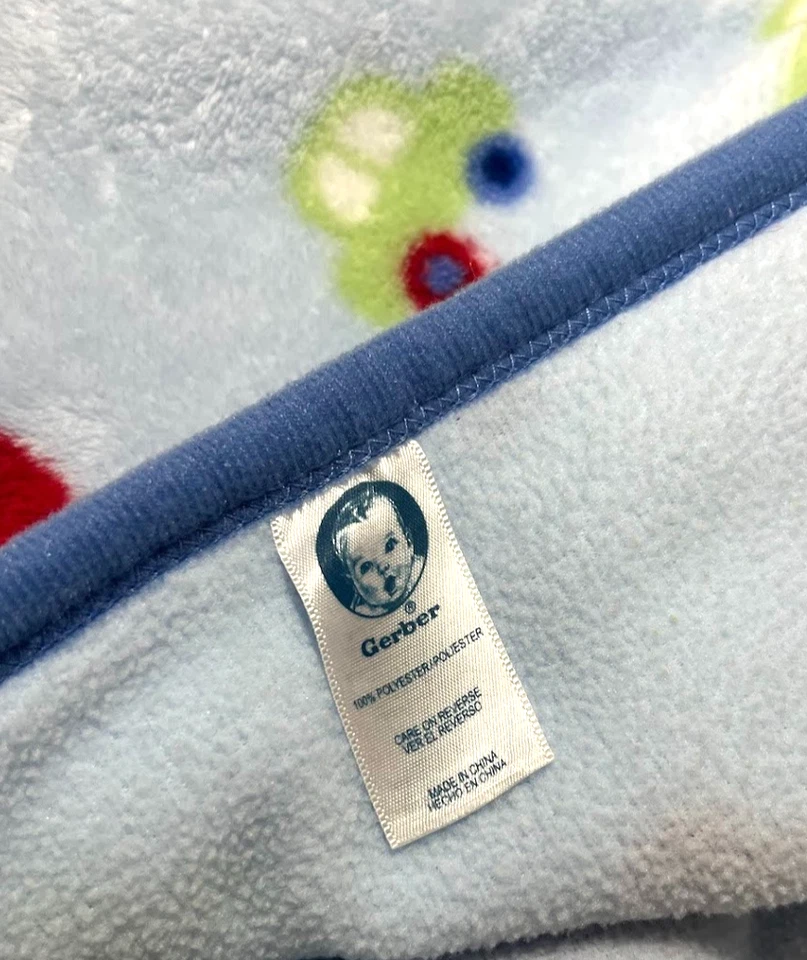 ®
Gerber
100% POLYESTER/POLIESTER
CARE ON REVERSE
VER EL REVERSO
MADE IN CHINA
HECHO EN CHINA